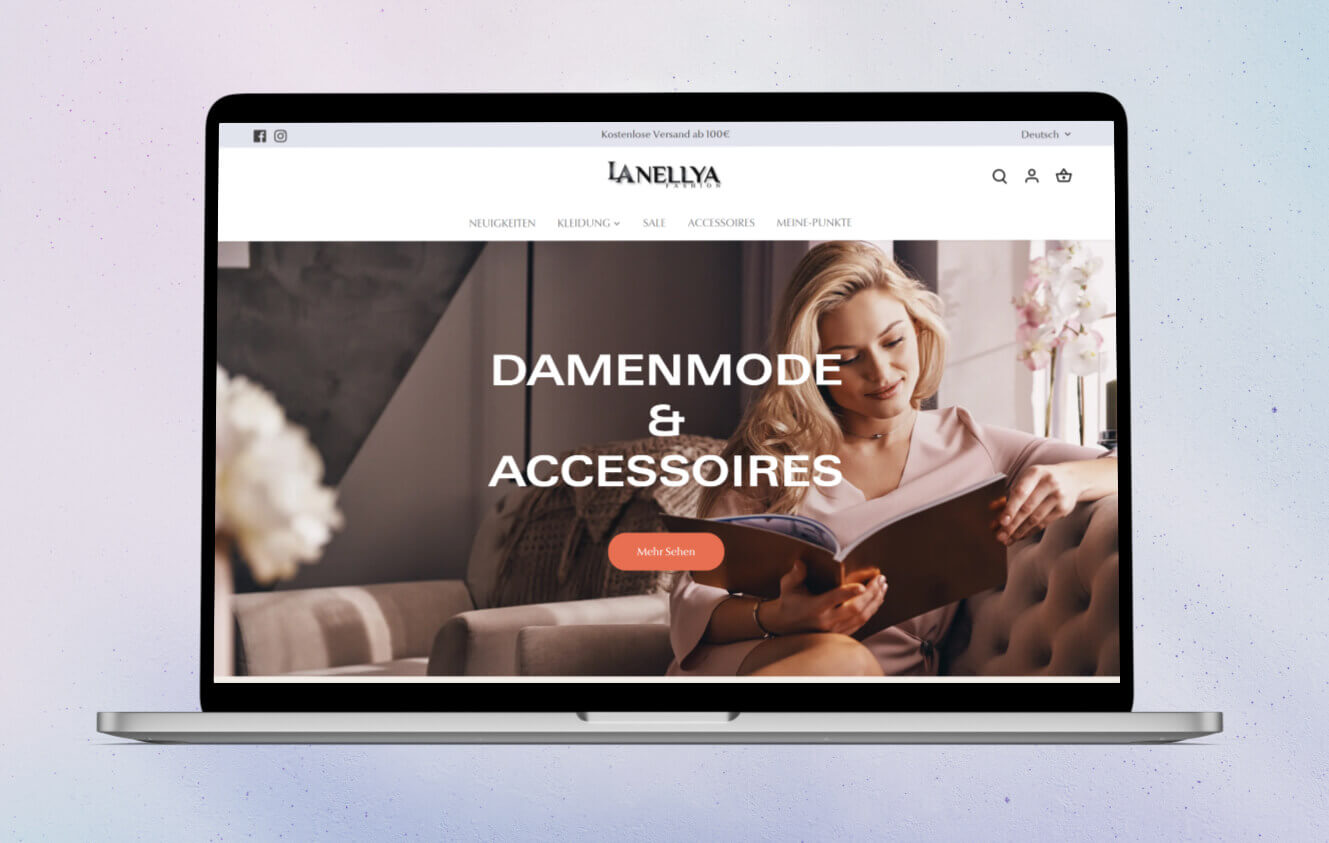 Kostenlose Versand ab 100€
Deutsch
LANELLYA
FASHION
NEUIGKEITEN KLEIDUNG SALE ACCESSOIRES MEINE-PUNKTE
DAMENMODE
&
ACCESSOIRES
Mehr Sehen